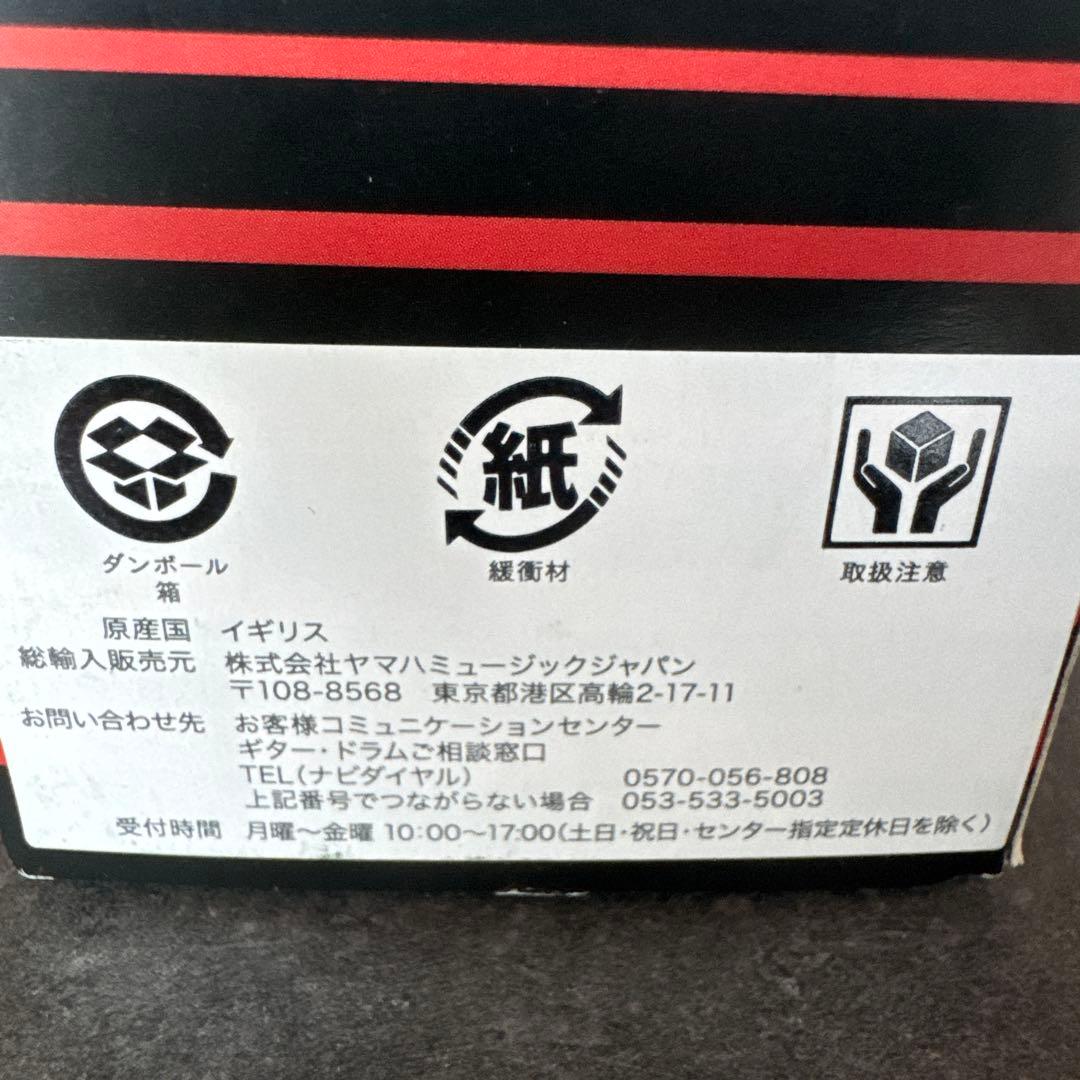 紙
ダンボール
箱
緩衝材
取扱注意
原産国 イギリス
総輸入販売元 株式会社ヤマハミュージックジャパン
〒108-8568 東京都港区高輪2-17-11
お問い合わせ先 お客様コミュニケーションセンター
ギター・ドラムご相談窓口
TEL(ナビダイヤル) 0570-056-808
上記番号でつながらない場合 053-533-5003
受付時間 月曜～金曜 10:00～17:00(土日・祝日・センター指定定休日を除く)